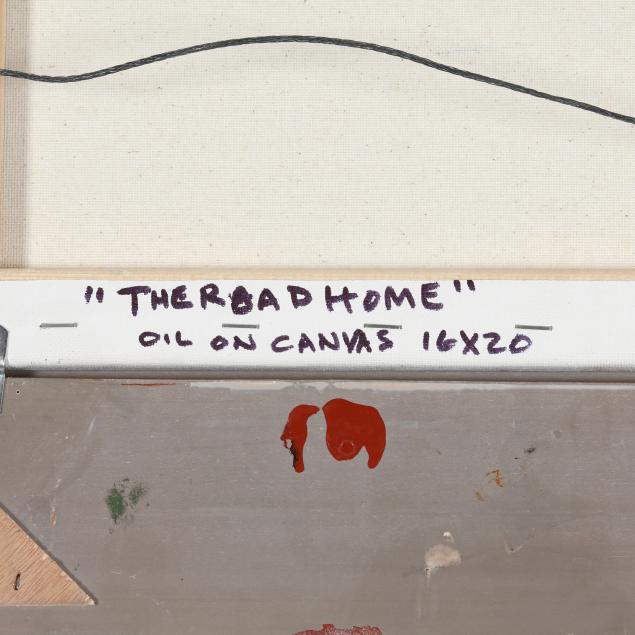 "THE ROAD HOME"
OIL ON CANVAS 16X20